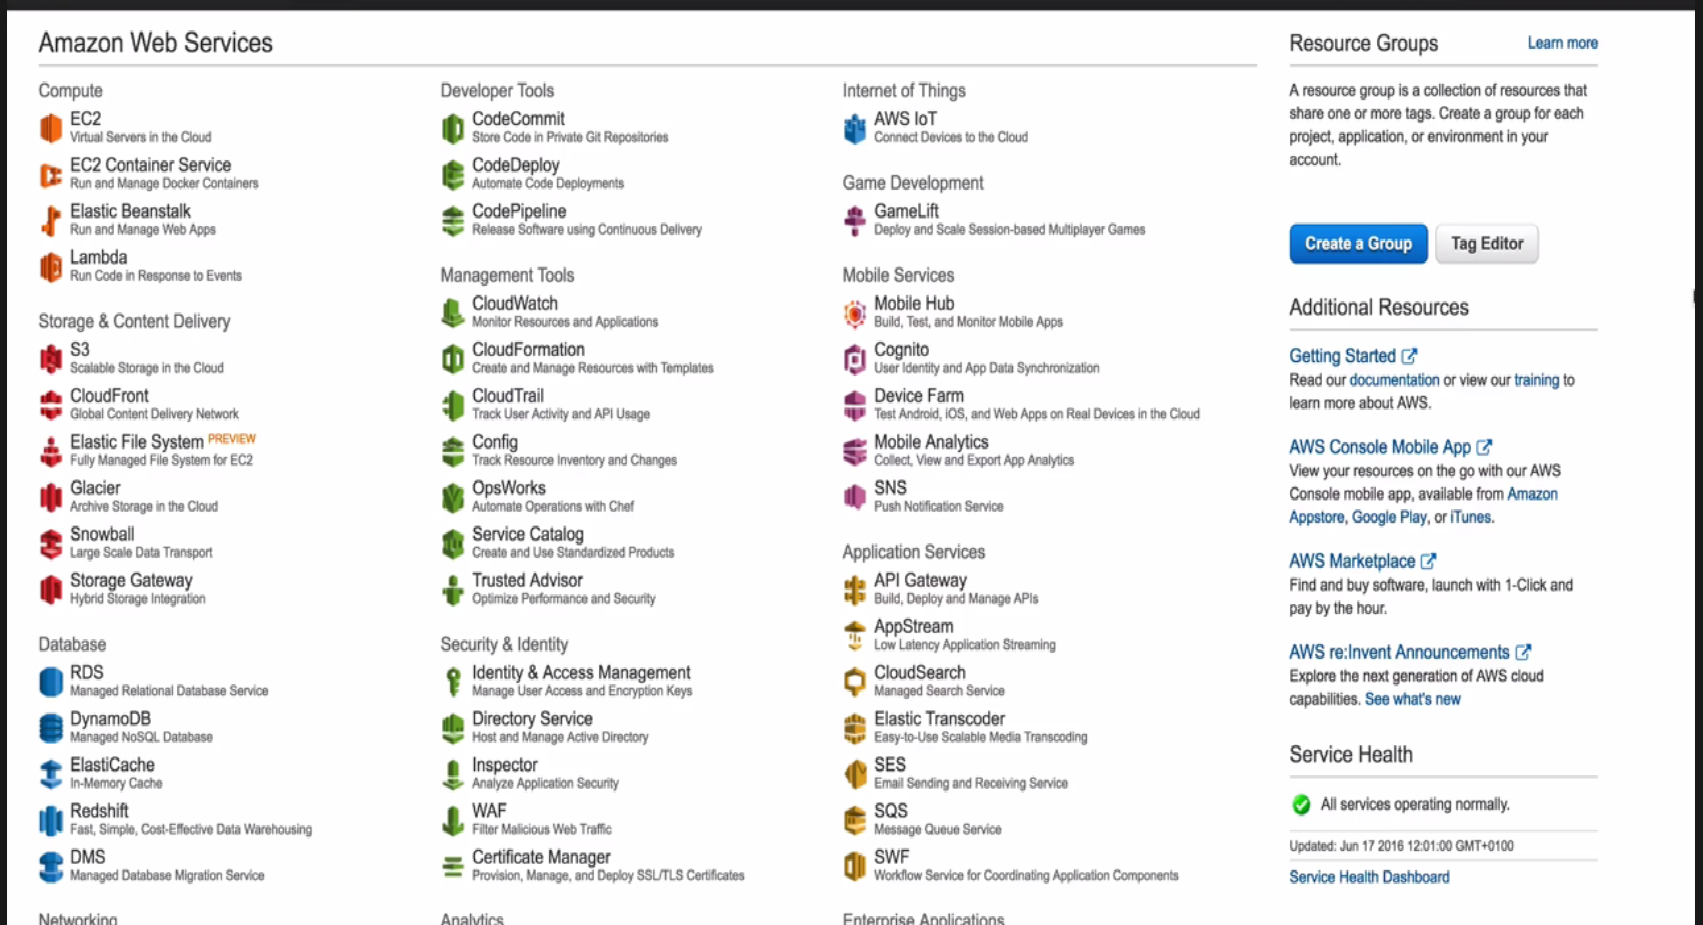 Amazon Web Services
Compute
EC2
Virtual Servers in the Cloud
EC2 Container Service
Run and Manage Docker Containers
Elastic Beanstalk
Run and Manage Web Apps
Lambda
Run Code in Response to Events
Storage & Content Delivery
S3
Scalable Storage in the Cloud
CloudFront
Global Content Delivery Network
Elastic File System PREVIEW
Fully Managed File System for EC2
Glacier
Archive Storage in the Cloud
Snowball
Large Scale Data Transport
Storage Gateway
Hybrid Storage Integration
Database
RDS
Managed Relational Database Service
DynamoDB
Managed NoSQL Database
ElastiCache
In-Memory Cache
Redshift
Fast, Simple, Cost-Effective Data Warehousing
DMS
Managed Database Migration Service
Networking
Developer Tools
CodeCommit
Store Code in Private Git Repositories
CodeDeploy
Automate Code Deployments
CodePipeline
Release Software using Continuous Delivery
Management Tools
CloudWatch
Monitor Resources and Applications
CloudFormation
Create and Manage Resources with Templates
CloudTrail
Track User Activity and API Usage
Config
Track Resource Inventory and Changes
OpsWorks
Automate Operations with Chef
Service Catalog
Create and Use Standardized Products
Trusted Advisor
Optimize Performance and Security
Security & Identity
Identity & Access Management
Manage User Access and Encryption Keys
Directory Service
Host and Manage Active Directory
Inspector
Analyze Application Security
WAF
Filter Malicious Web Traffic
Certificate Manager
Provision, Manage, and Deploy SSL/TLS Certificates
Analytics
Internet of Things
AWS IoT
Connect Devices to the Cloud
Game Development
GameLift
Deploy and Scale Session-based Multiplayer Games
Mobile Services
Mobile Hub
Build, Test, and Monitor Mobile Apps
Cognito
User Identity and App Data Synchronization
Device Farm
Test Android, iOS, and Web Apps on Real Devices in the Cloud
Mobile Analytics
Collect, View and Export App Analytics
SNS
Push Notification Service
Application Services
API Gateway
Build, Deploy and Manage APIs
AppStream
Low Latency Application Streaming
CloudSearch
Managed Search Service
Elastic Transcoder
Easy-to-Use Scalable Media Transcoding
SES
Email Sending and Receiving Service
SQS
Message Queue Service
SWF
Workflow Service for Coordinating Application Components
Enterprise Applications
Resource Groups
Learn more
A resource group is a collection of resources that
share one or more tags. Create a group for each
project, application, or environment in your
account.
Create a Group
Tag Editor
Additional Resources
Getting Started
Read our documentation or view our training to
learn more about AWS.
AWS Console Mobile App
View your resources on the go with our AWS
Console mobile app, available from Amazon
Appstore, Google Play, or iTunes.
AWS Marketplace
Find and buy software, launch with 1-Click and
pay by the hour.
AWS re:Invent Announcements
Explore the next generation of AWS cloud
capabilities. See what's new
Service Health
All services operating normally.
Updated: Jun 17 2016 12:01:00 GMT+0100
Service Health Dashboard